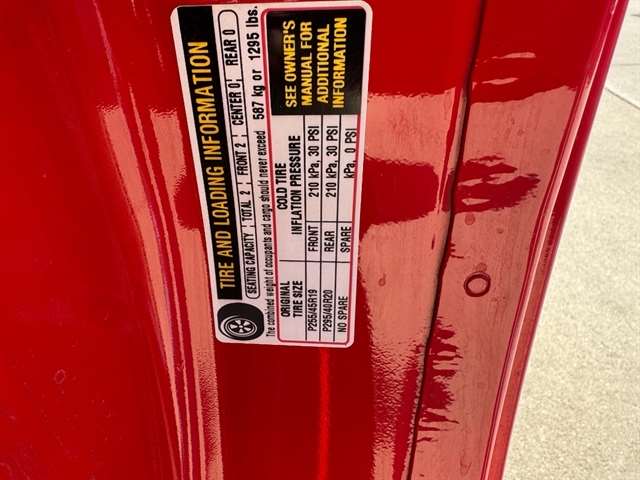 TIRE AND LOADING INFORMATION
SEATING CAPACITY TOTAL 2 FRONT 2 CENTER 0 REAR 0
The combined weight of occupants and cargo should never exceed 587 kg or 1295 lbs.
ORIGINAL TIRE SIZE
COLD TIRE INFLATION PRESSURE
P255/45R19 FRONT 210 kPa, 30 PSI
P295/40R20 REAR 210 kPa, 30 PSI
NO SPARE SPARE kPa, 0 PSI
SEE OWNER'S
MANUAL FOR
ADDITIONAL
INFORMATION